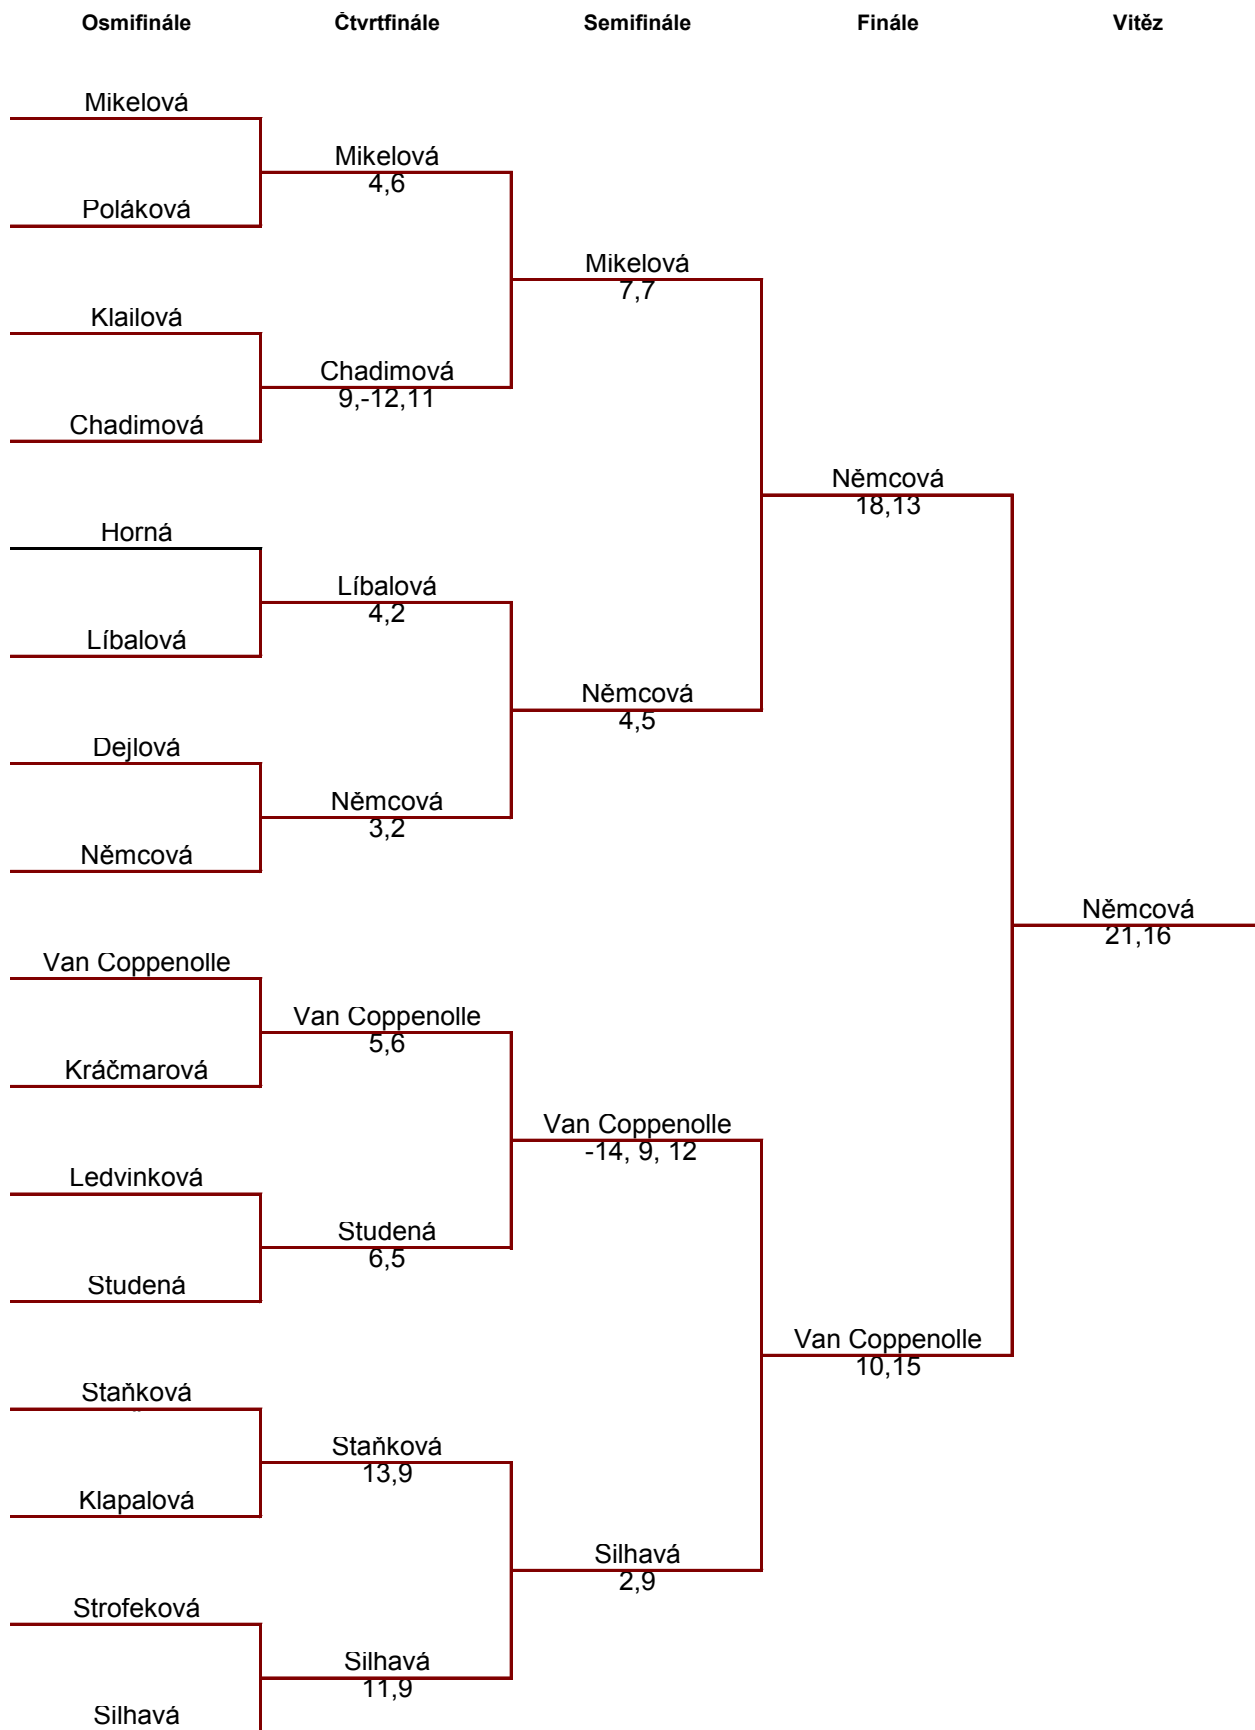 Osmifinále Čtvrtfinále Semifinále Finále Vitěz
Mikelová
Mikelová
4,6
Poláková
Mikelová
7,7
Klailová
Chadimová
9,-12,11
Chadimová
Němcová
18,13
Horná
Líbalová
4,2
Líbalová
Němcová
4,5
Dejlová
Němcová
3,2
Němcová
Němcová
21,16
Van Coppenolle
Van Coppenolle
5,6
Kráčmarová
Van Coppenolle
-14, 9, 12
Ledvinková
Studená
6,5
Studená
Van Coppenolle
10,15
Staňková
Staňková
13,9
Klapalová
Silhavá
2,9
Strofeková
Silhavá
11,9
Silhavá